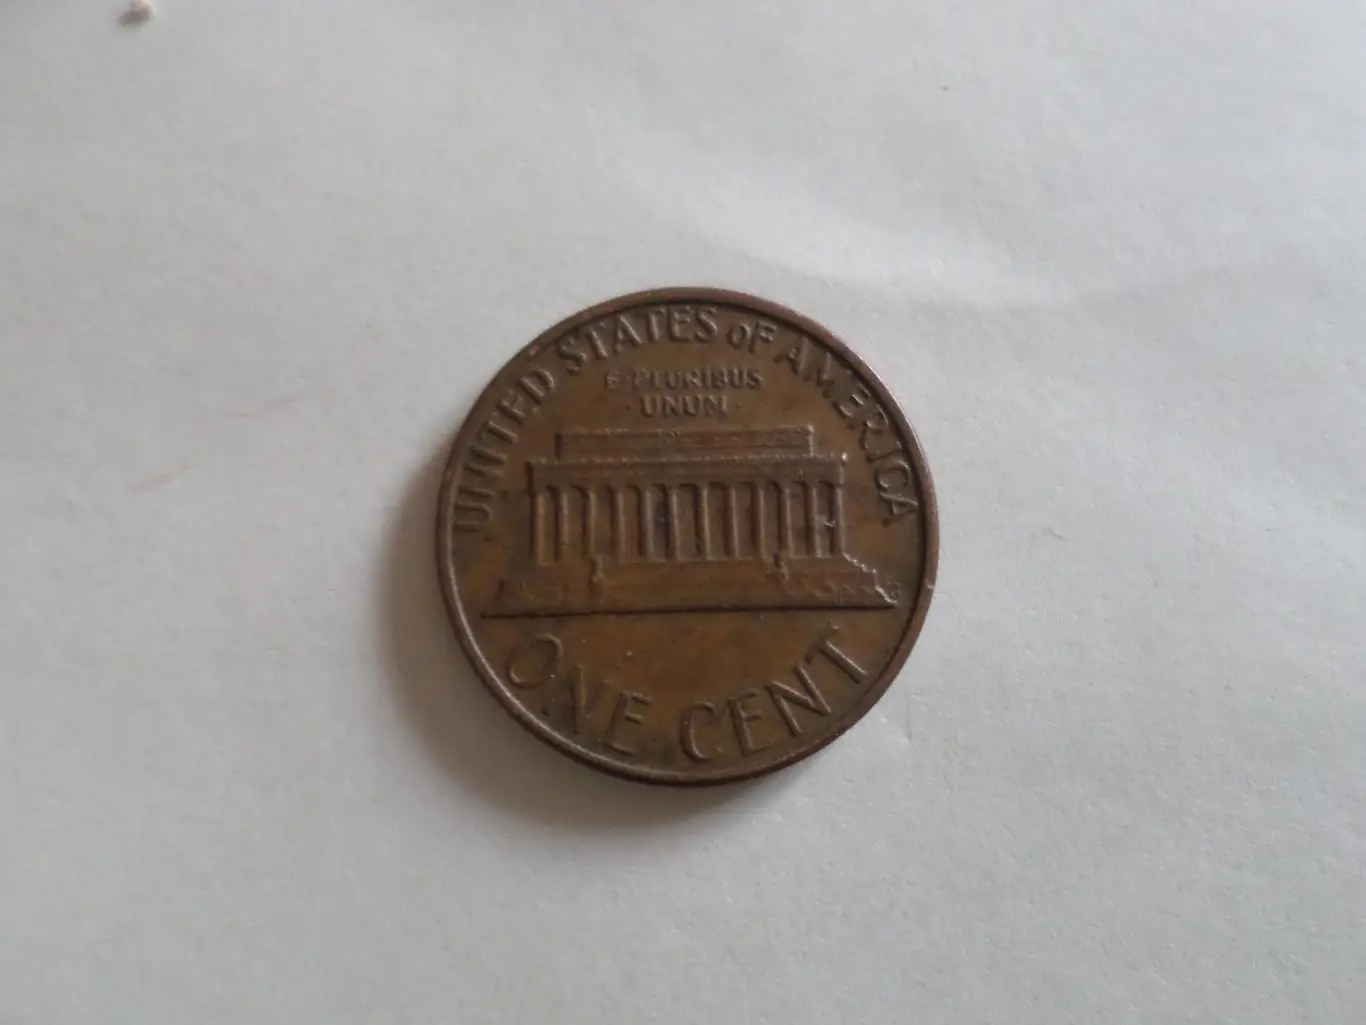 UNITED STATES oF AMERICA
E·PLURIBUS
·UNUM·
ONE CENT